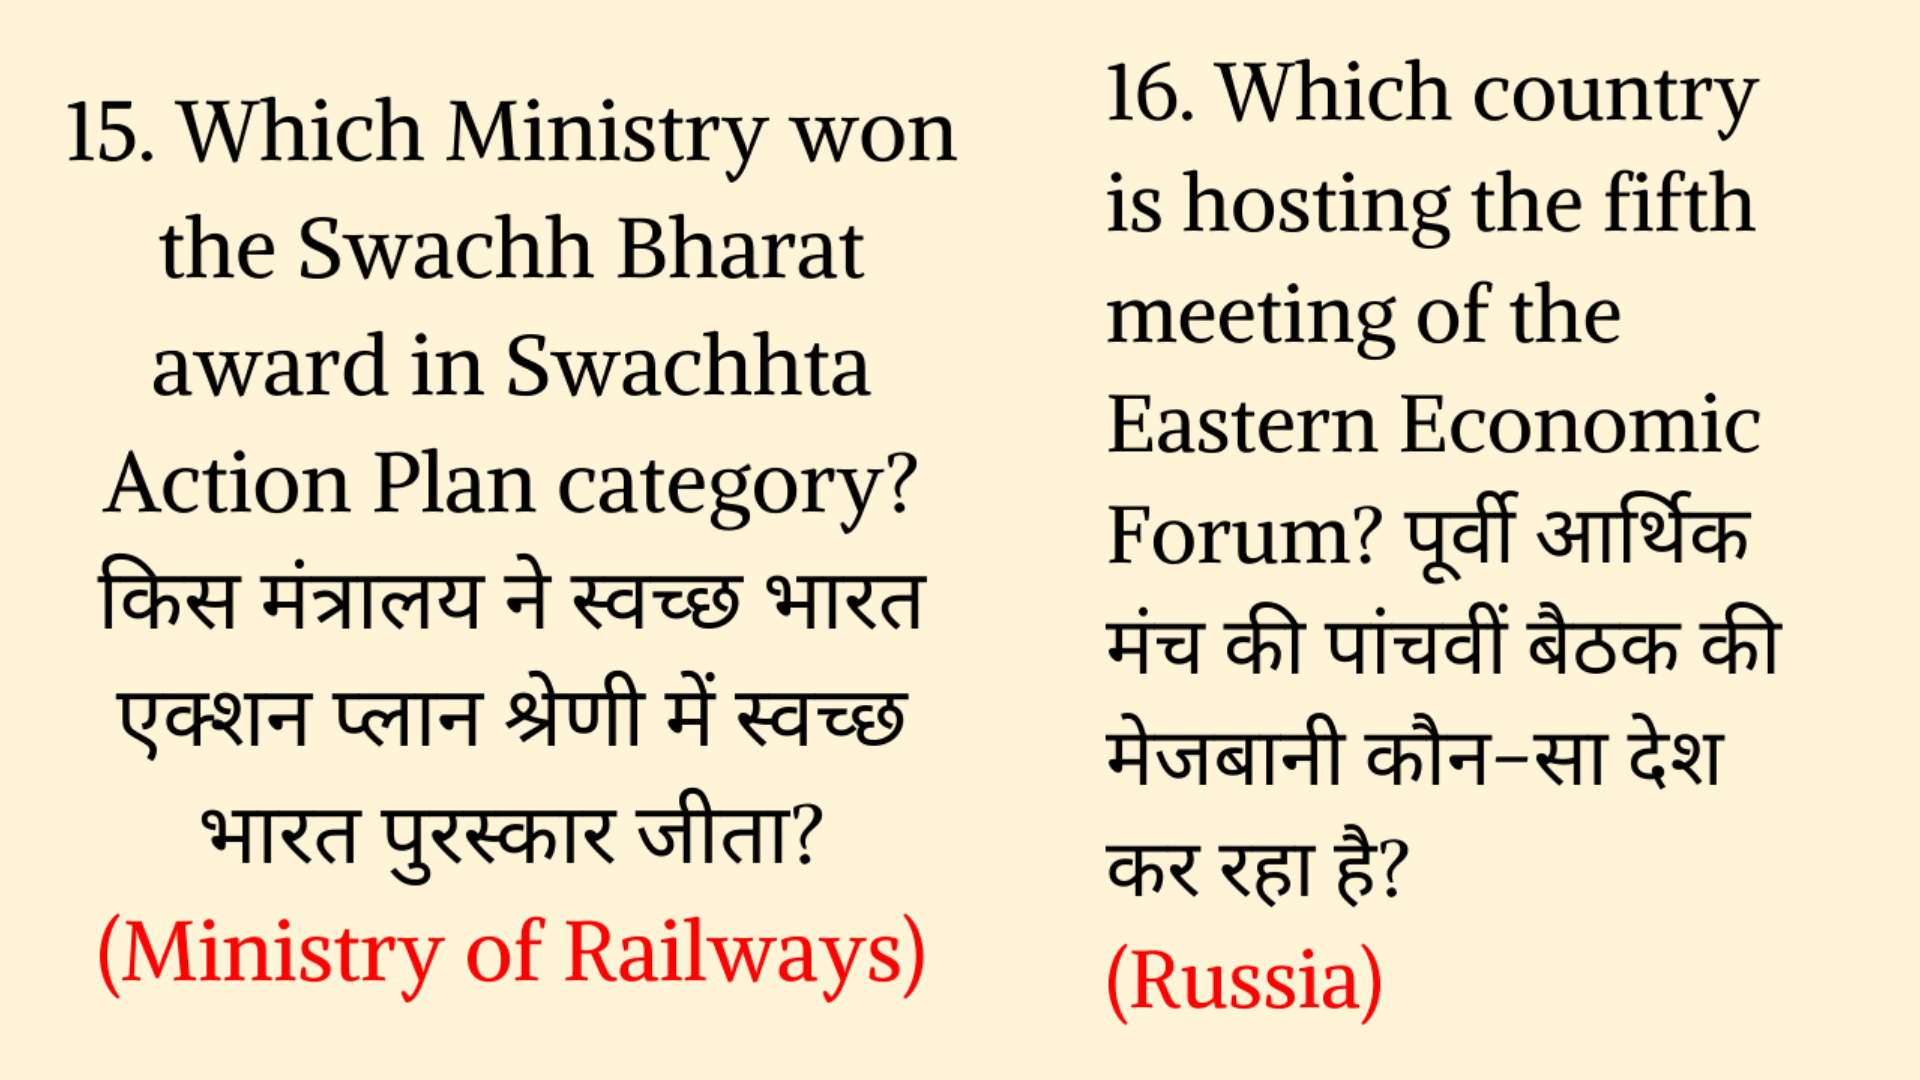 15. Which Ministry won
the Swachh Bharat
award in Swachhta
Action Plan category?
किस मंत्रालय ने स्वच्छ भारत
एक्शन प्लान श्रेणी में स्वच्छ
भारत पुरस्कार जीता?
(Ministry of Railways)
16. Which country
is hosting the fifth
meeting of the
Eastern Economic
Forum? पूर्वी आर्थिक
मंच की पांचवीं बैठक की
मेजबानी कौन-सा देश
कर रहा है?
(Russia)